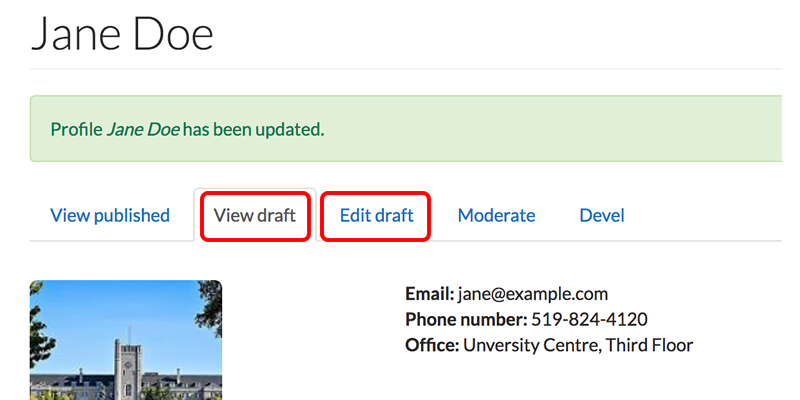 Jane Doe
Profile Jane Doe has been updated.
View published View draft Edit draft Moderate Devel
Email: jane@example.com
Phone number: 519-824-4120
Office: Unversity Centre, Third Floor